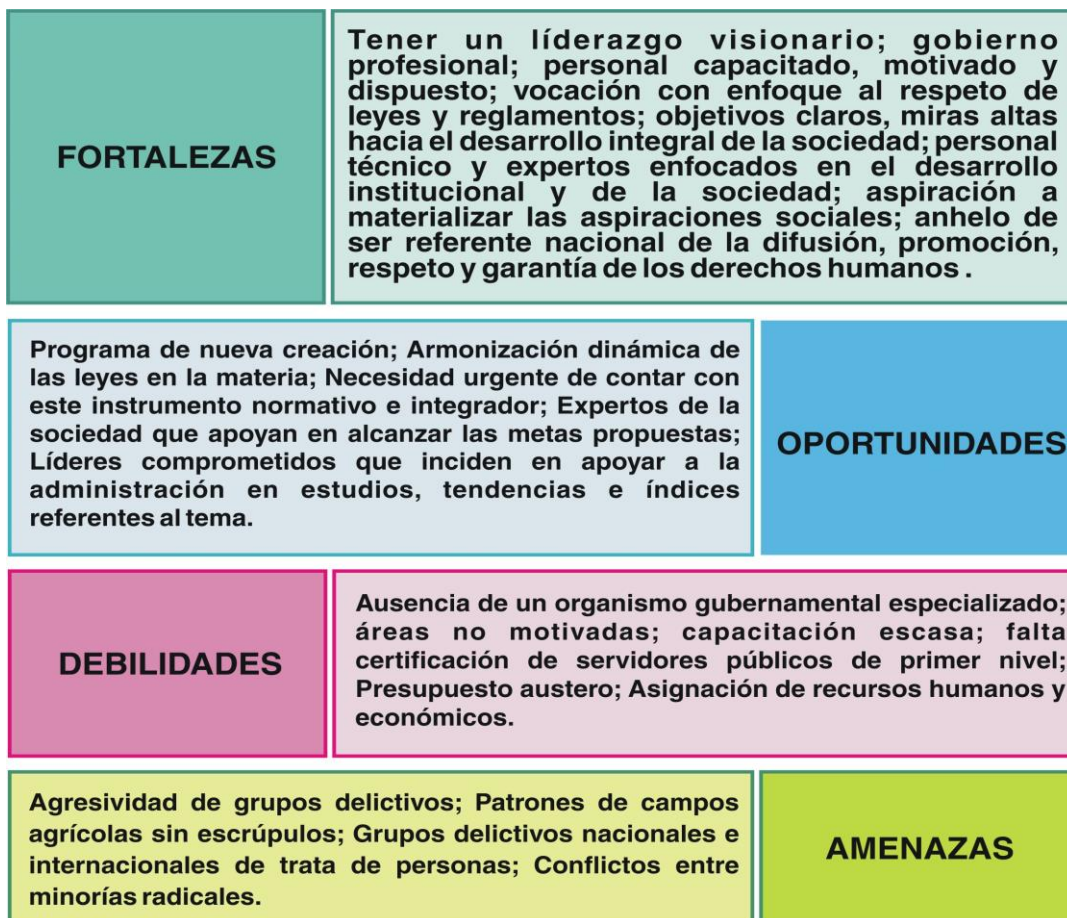 FORTALEZAS
Tener un líderazgo visionario; gobierno
profesional; personal capacitado, motivado y
dispuesto; vocación con enfoque al respeto de
leyes y reglamentos; objetivos claros, miras altas
hacia el desarrollo integral de la sociedad; personal
técnico y expertos enfocados en el desarrollo
institucional y de la sociedad; aspiración a
materializar las aspiraciones sociales; anhelo de
ser referente nacional de la difusión, promoción,
respeto y garantía de los derechos humanos .
Programa de nueva creación; Armonización dinámica de
las leyes en la materia; Necesidad urgente de contar con
este instrumento normativo e integrador; Expertos de la
sociedad que apoyan en alcanzar las metas propuestas;
Líderes comprometidos que inciden en apoyar a la
administración en estudios, tendencias e índices
referentes al tema.
OPORTUNIDADES
DEBILIDADES
Ausencia de un organismo gubernamental especializado;
áreas no motivadas; capacitación escasa; falta
certificación de servidores públicos de primer nivel;
Presupuesto austero; Asignación de recursos humanos y
económicos.
Agresividad de grupos delictivos; Patrones de campos
agrícolas sin escrúpulos; Grupos delictivos nacionales e
internacionales de trata de personas; Conflictos entre
minorías radicales.
AMENAZAS